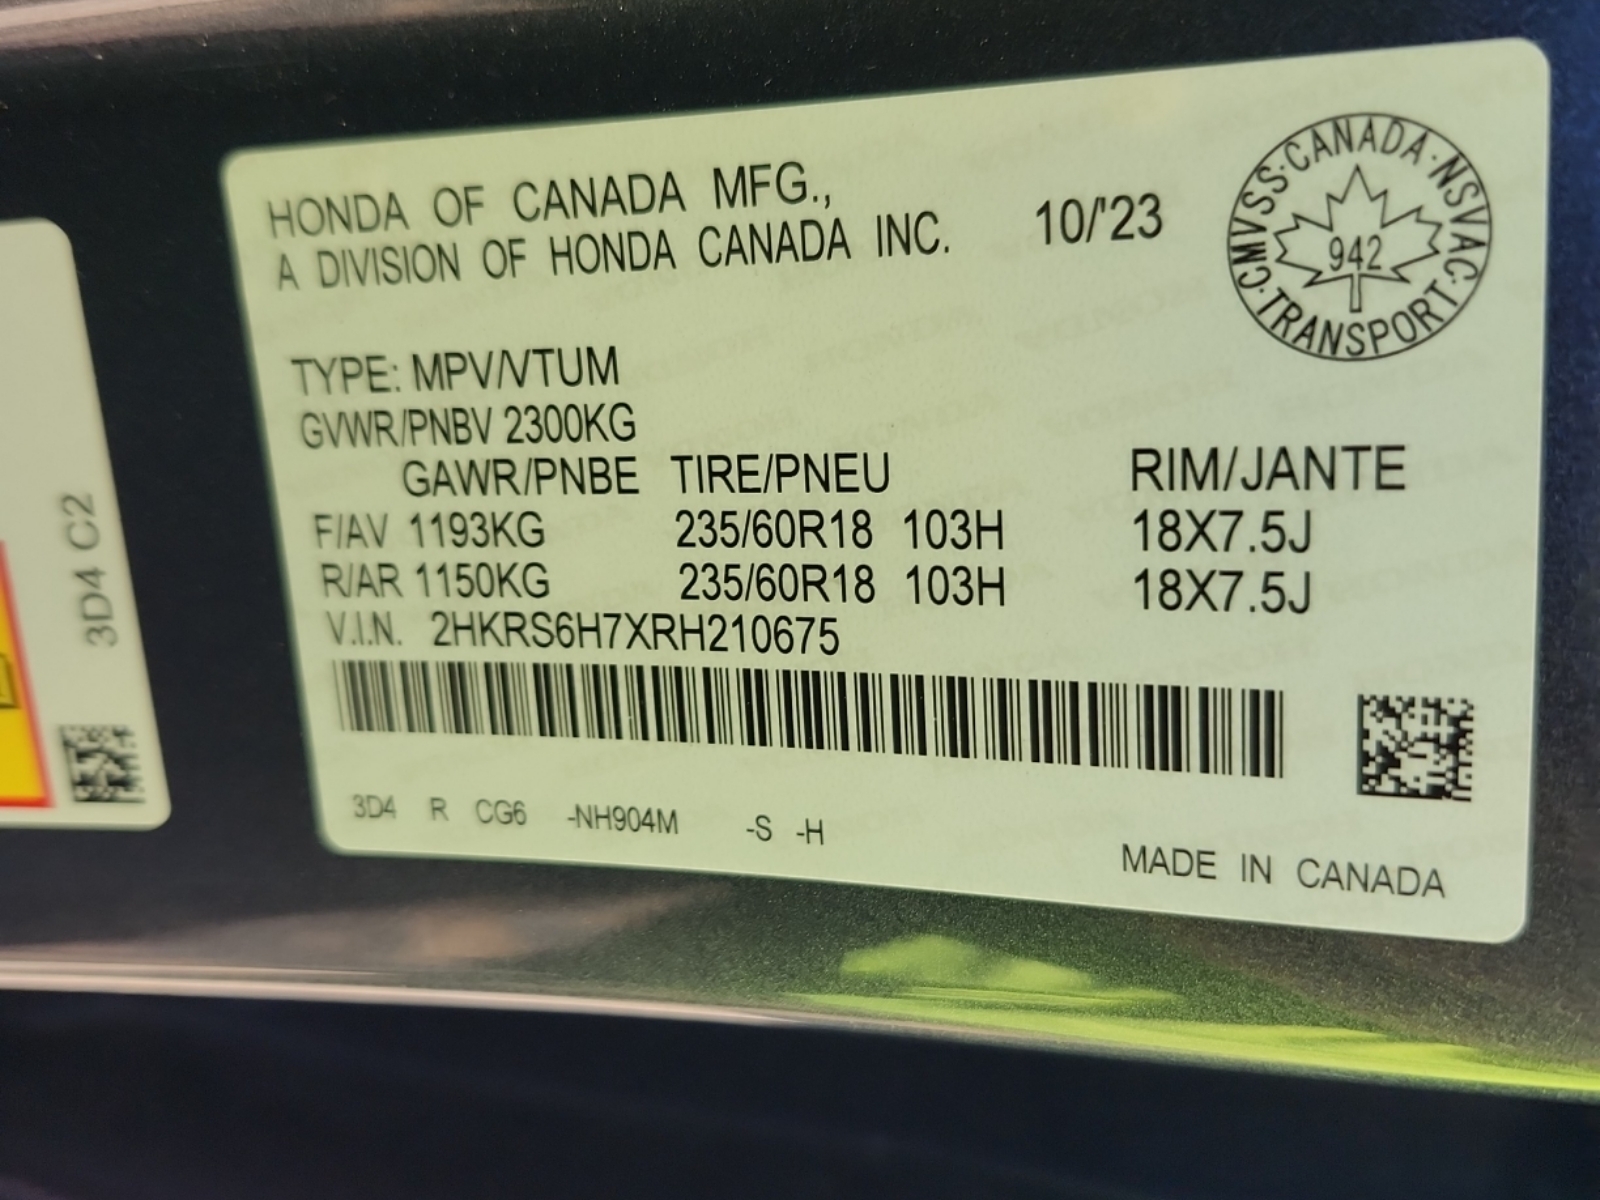 HONDA OF CANADA MFG.,
A DIVISION OF HONDA CANADA INC.
10/'23
CMVSS·CANADA·NSVAC·TRANSPORT·
942
TYPE: MPV/VTUM
GVWR/PNBV 2300KG
GAWR/PNBE TIRE/PNEU RIM/JANTE
F/AV 1193KG 235/60R18 103H 18X7.5J
R/AR 1150KG 235/60R18 103H 18X7.5J
V.I.N. 2HKRS6H7XRH210675
3D4 R CG6 -NH904M -S -H
MADE IN CANADA
3D4 C2